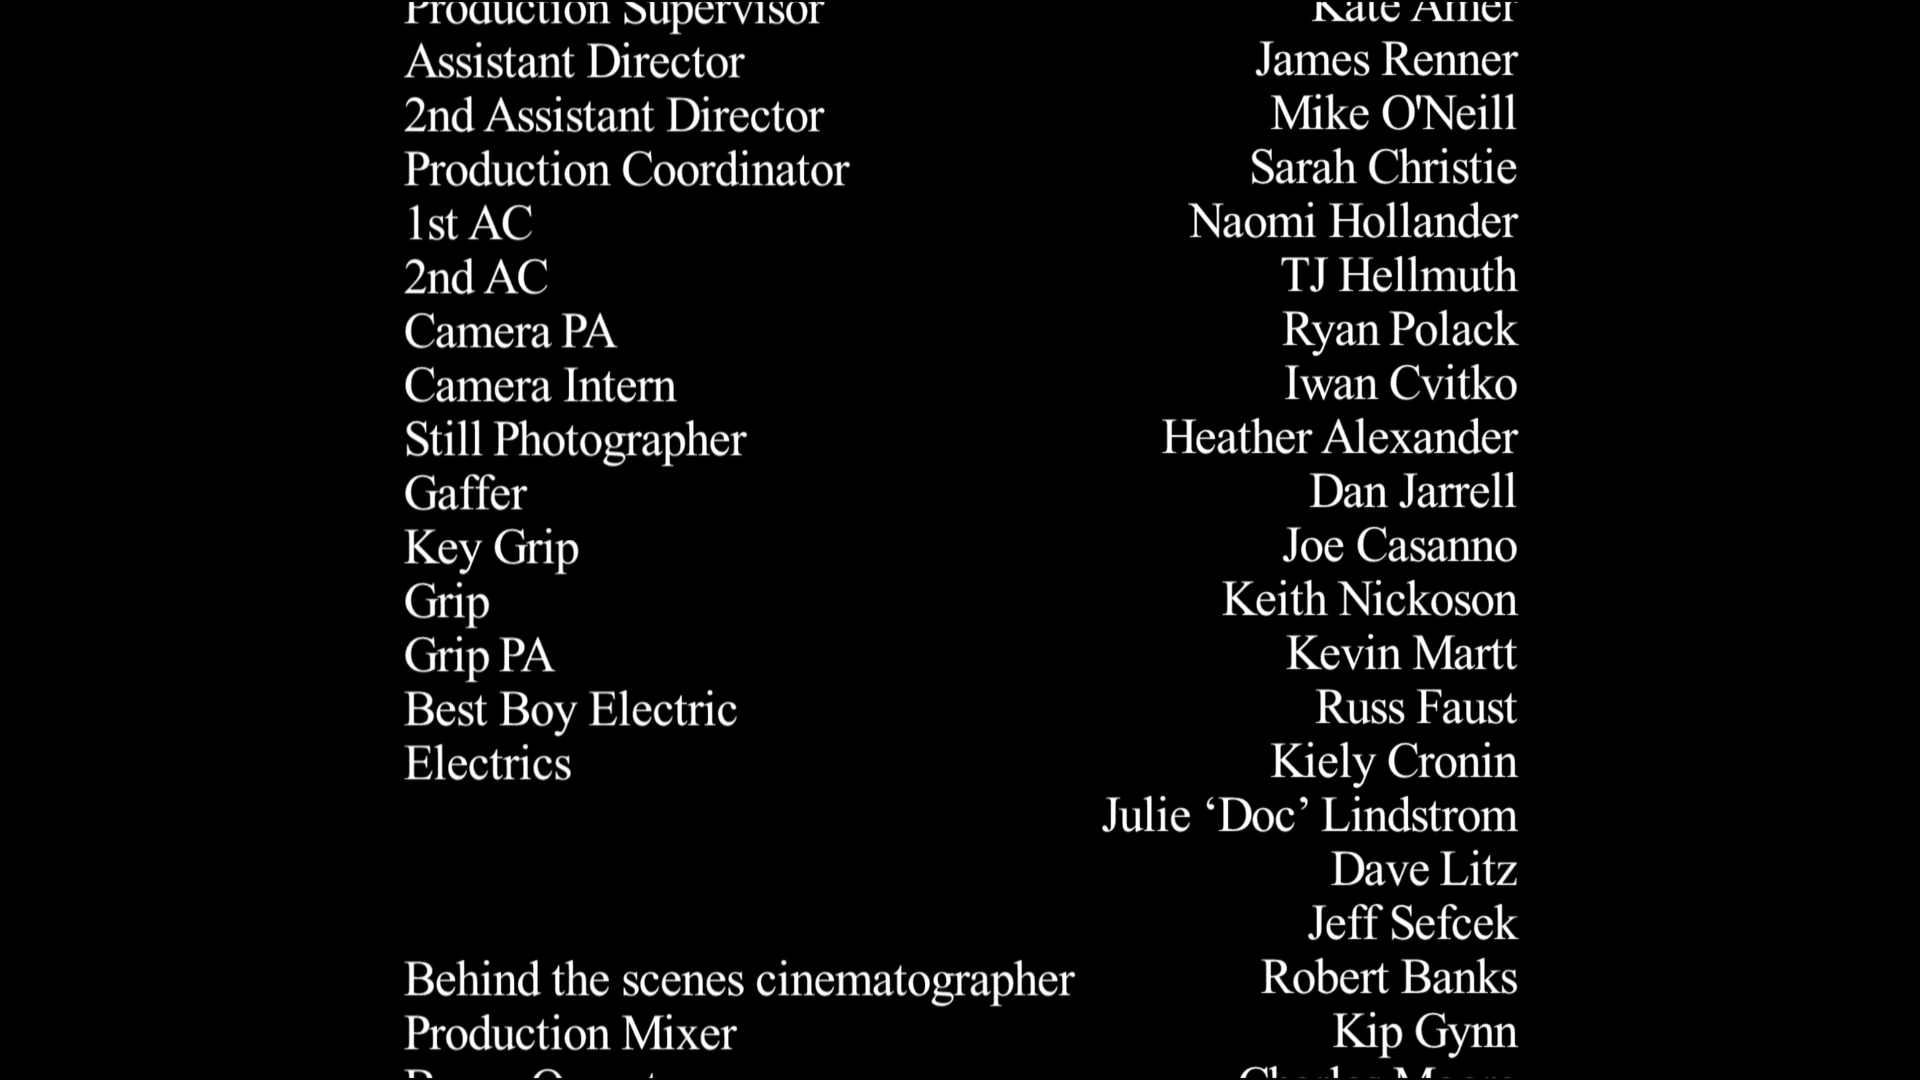 Production Supervisor Kate Amer
Assistant Director James Renner
2nd Assistant Director Mike O'Neill
Production Coordinator Sarah Christie
1st AC Naomi Hollander
2nd AC TJ Hellmuth
Camera PA Ryan Polack
Camera Intern Iwan Cvitko
Still Photographer Heather Alexander
Gaffer Dan Jarrell
Key Grip Joe Casanno
Grip Keith Nickoson
Grip PA Kevin Martt
Best Boy Electric Russ Faust
Electrics Kiely Cronin
Julie ‘Doc’ Lindstrom
Dave Litz
Jeff Sefcek
Behind the scenes cinematographer Robert Banks
Production Mixer Kip Gynn